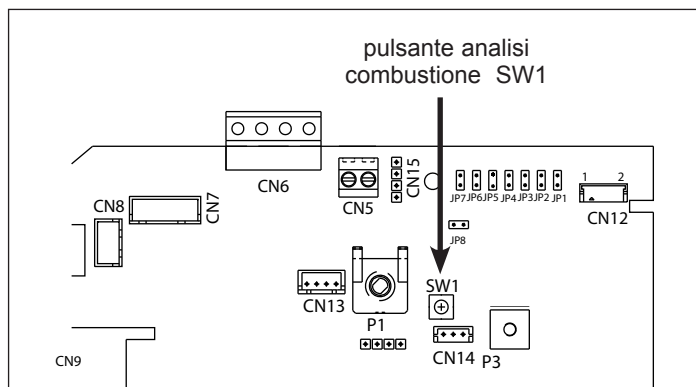 pulsante analisi
combustione SW1
CN6
CN5
CN15
JP7 JP6 JP5 JP4 JP3 JP2 JP1
1 2
CN12
JP8
CN8
CN7
CN13
P1
SW1
CN14
P3
CN9